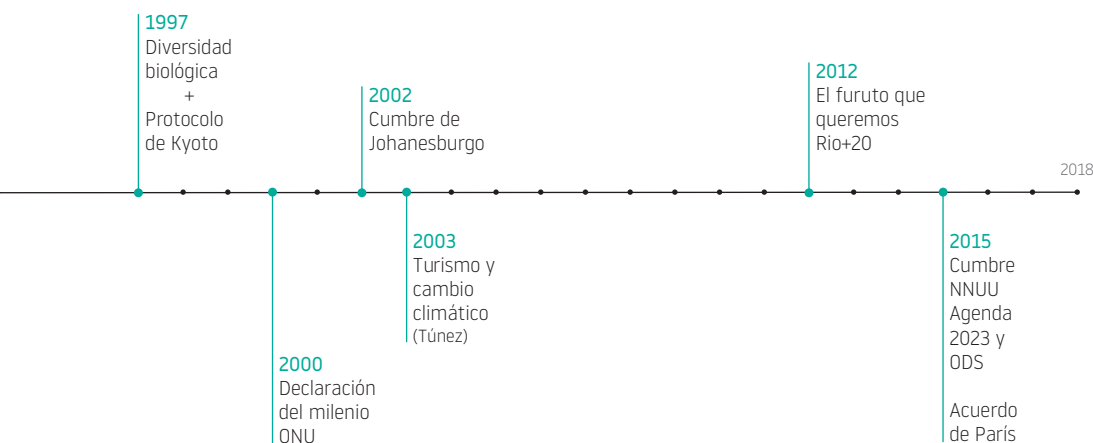 1997
Diversidad
biológica
+
Protocolo
de Kyoto
2000
Declaración
del milenio
ONU
2002
Cumbre de
Johanesburgo
2003
Turismo y
cambio
climático
(Túnez)
2012
El furuto que
queremos
Rio+20
2015
Cumbre
NNUU
Agenda
2023 y
ODS
Acuerdo
de París
2018